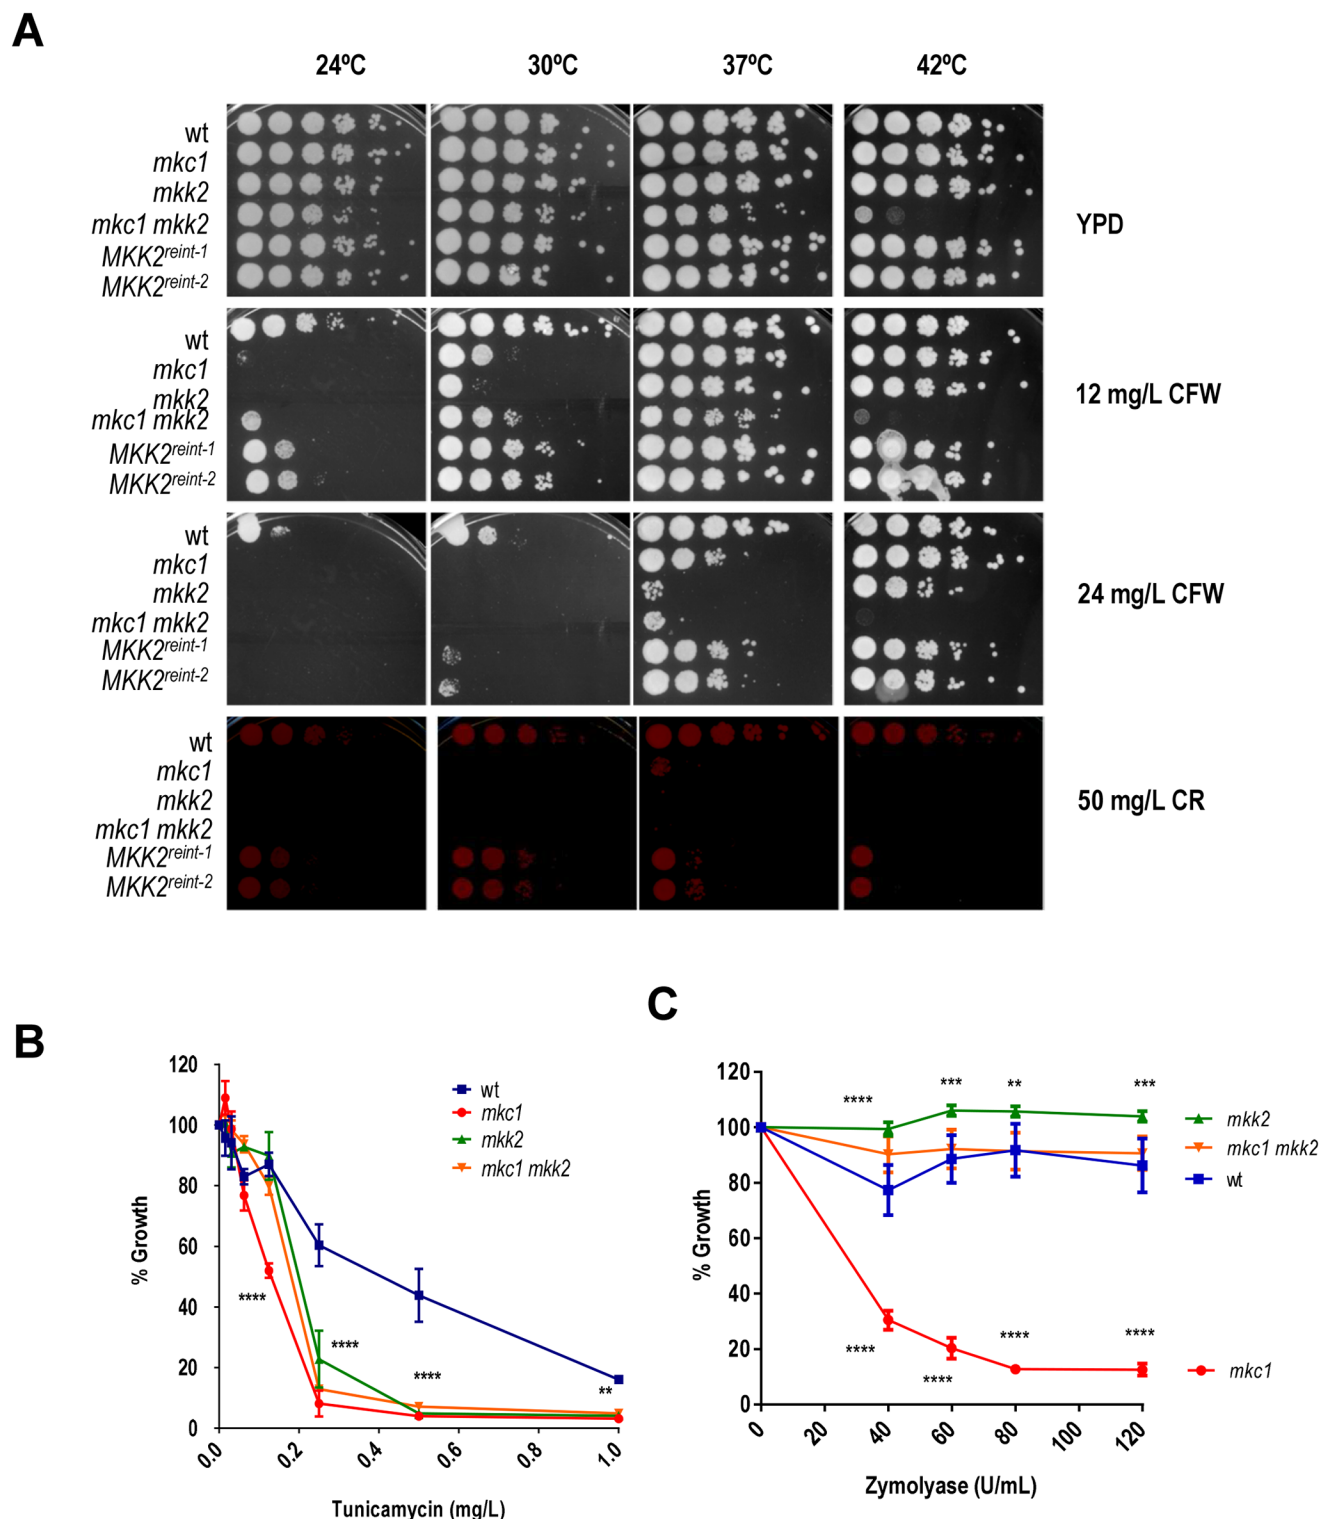 A
24ºC 30ºC 37ºC 42ºC
wt
mkc1
mkk2
mkc1 mkk2
MKK2reint-1
MKK2reint-2
YPD
wt
mkc1
mkk2
mkc1 mkk2
MKK2reint-1
MKK2reint-2
12 mg/L CFW
wt
mkc1
mkk2
mkc1 mkk2
MKK2reint-1
MKK2reint-2
24 mg/L CFW
wt
mkc1
mkk2
mkc1 mkk2
MKK2reint-1
MKK2reint-2
50 mg/L CR
B
120
100
80
60
40
20
0
% Growth
wt
mkc1
mkk2
mkc1 mkk2
****
****
****
**
0.0 0.2 0.4 0.6 0.8 1.0
Tunicamycin (mg/L)
C
120
100
80
60
40
20
0
% Growth
****
***
**
***
****
****
****
****
mkk2
mkc1 mkk2
wt
mkc1
0 20 40 60 80 100 120
Zymolyase (U/mL)